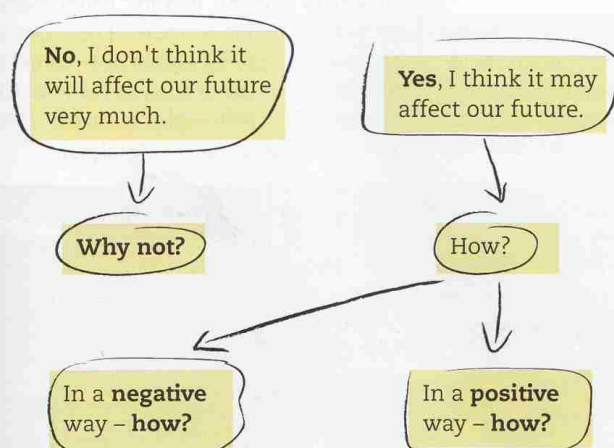 No, I don't think it
will affect our future
very much.
Yes, I think it may
affect our future.
Why not?
How?
In a negative
way – how?
In a positive
way – how?